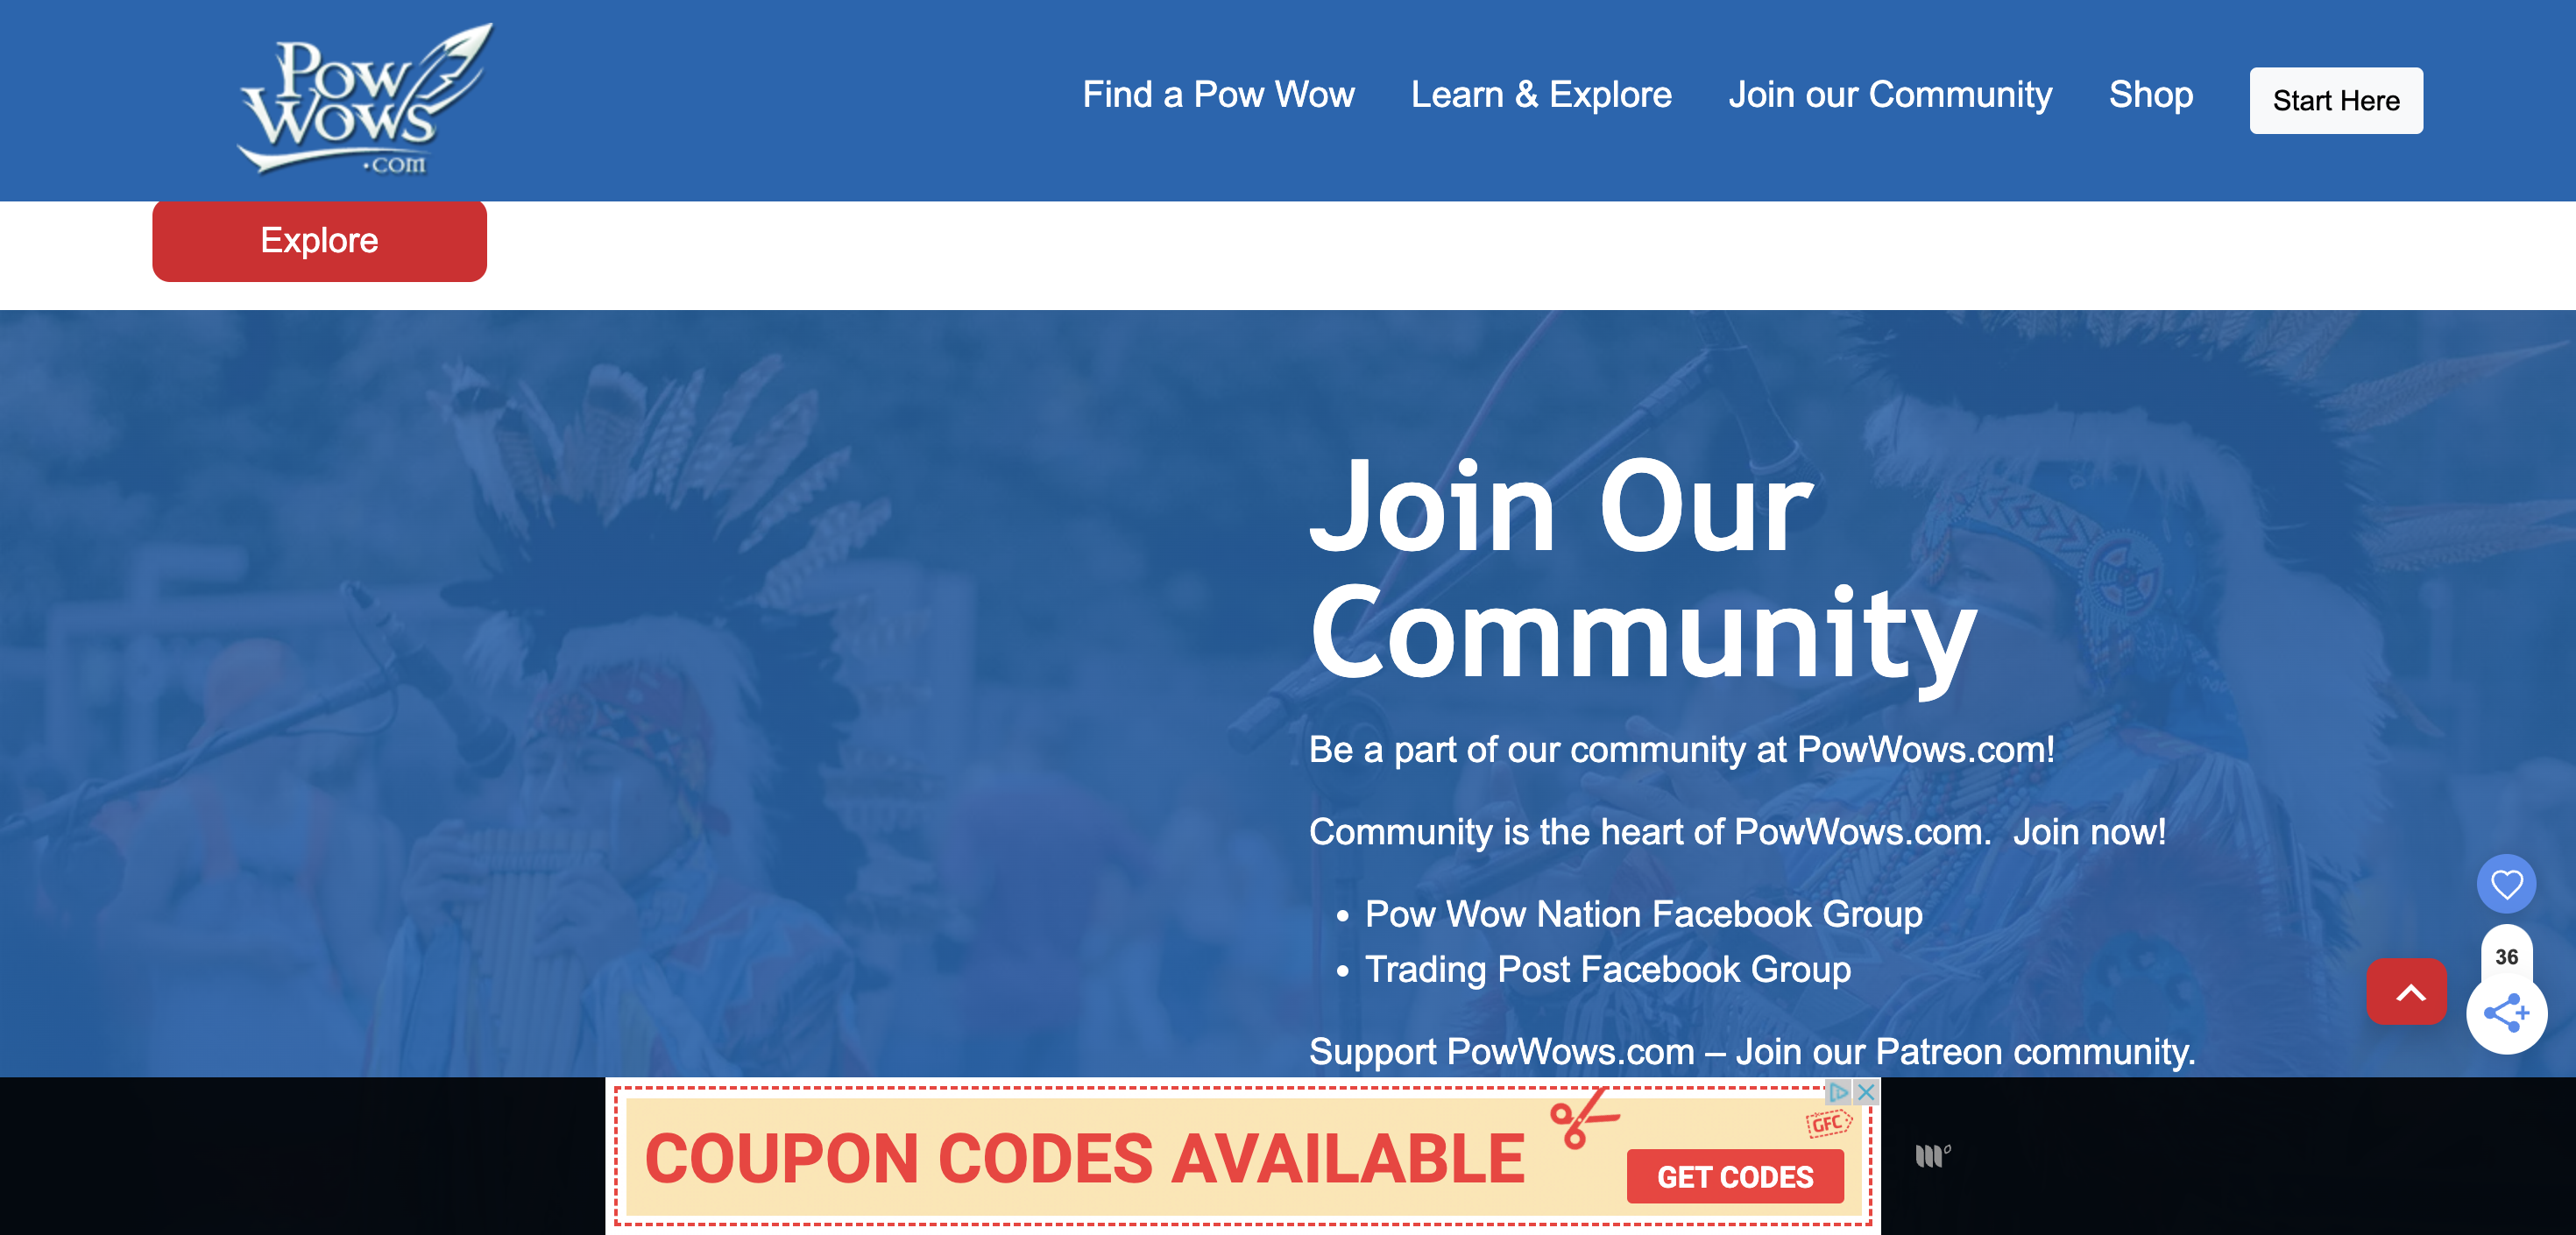 Pow
Wows
.com
Find a Pow Wow
Learn & Explore
Join our Community
Shop
Start Here
Explore
Join Our
Community
Be a part of our community at PowWows.com!
Community is the heart of PowWows.com.  Join now!
• Pow Wow Nation Facebook Group
• Trading Post Facebook Group
Support PowWows.com – Join our Patreon community.
36
COUPON CODES AVAILABLE
GFC
GET CODES